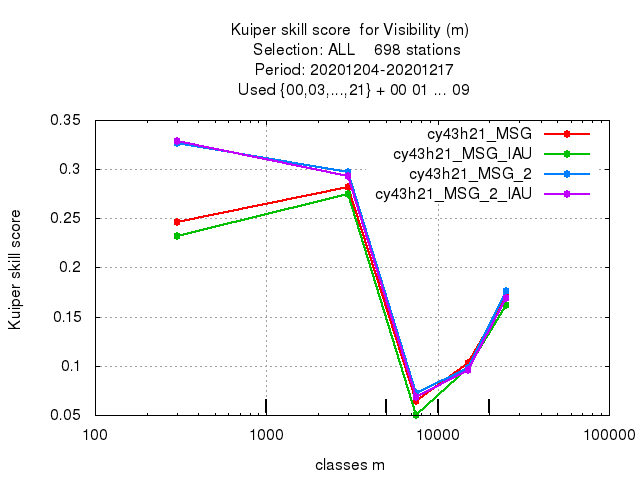 Kuiper skill score  for Visibility (m)
Selection: ALL    698 stations
Period: 20201204-20201217
Used {00,03,...,21} + 00 01 ... 09
0.35
0.3
0.25
0.2
0.15
0.1
0.05
Kuiper skill score
cy43h21_MSG
cy43h21_MSG_IAU
cy43h21_MSG_2
cy43h21_MSG_2_IAU
100 1000 10000 100000
classes m